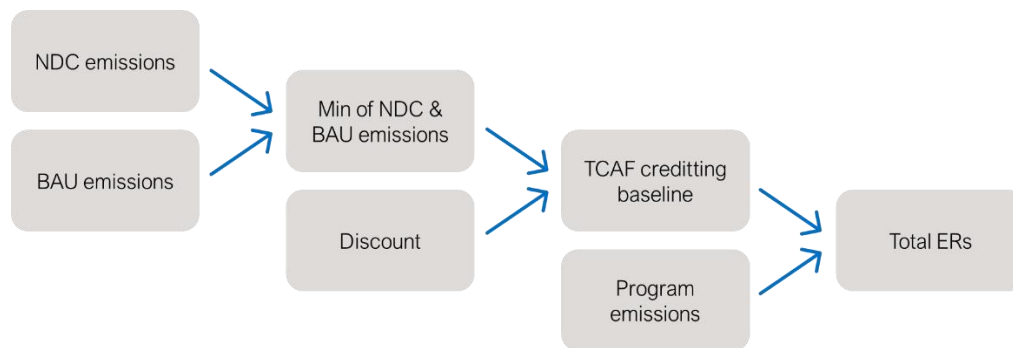 NDC emissions
BAU emissions
Min of NDC &
BAU emissions
Discount
TCAF creditting
baseline
Program
emissions
Total ERs